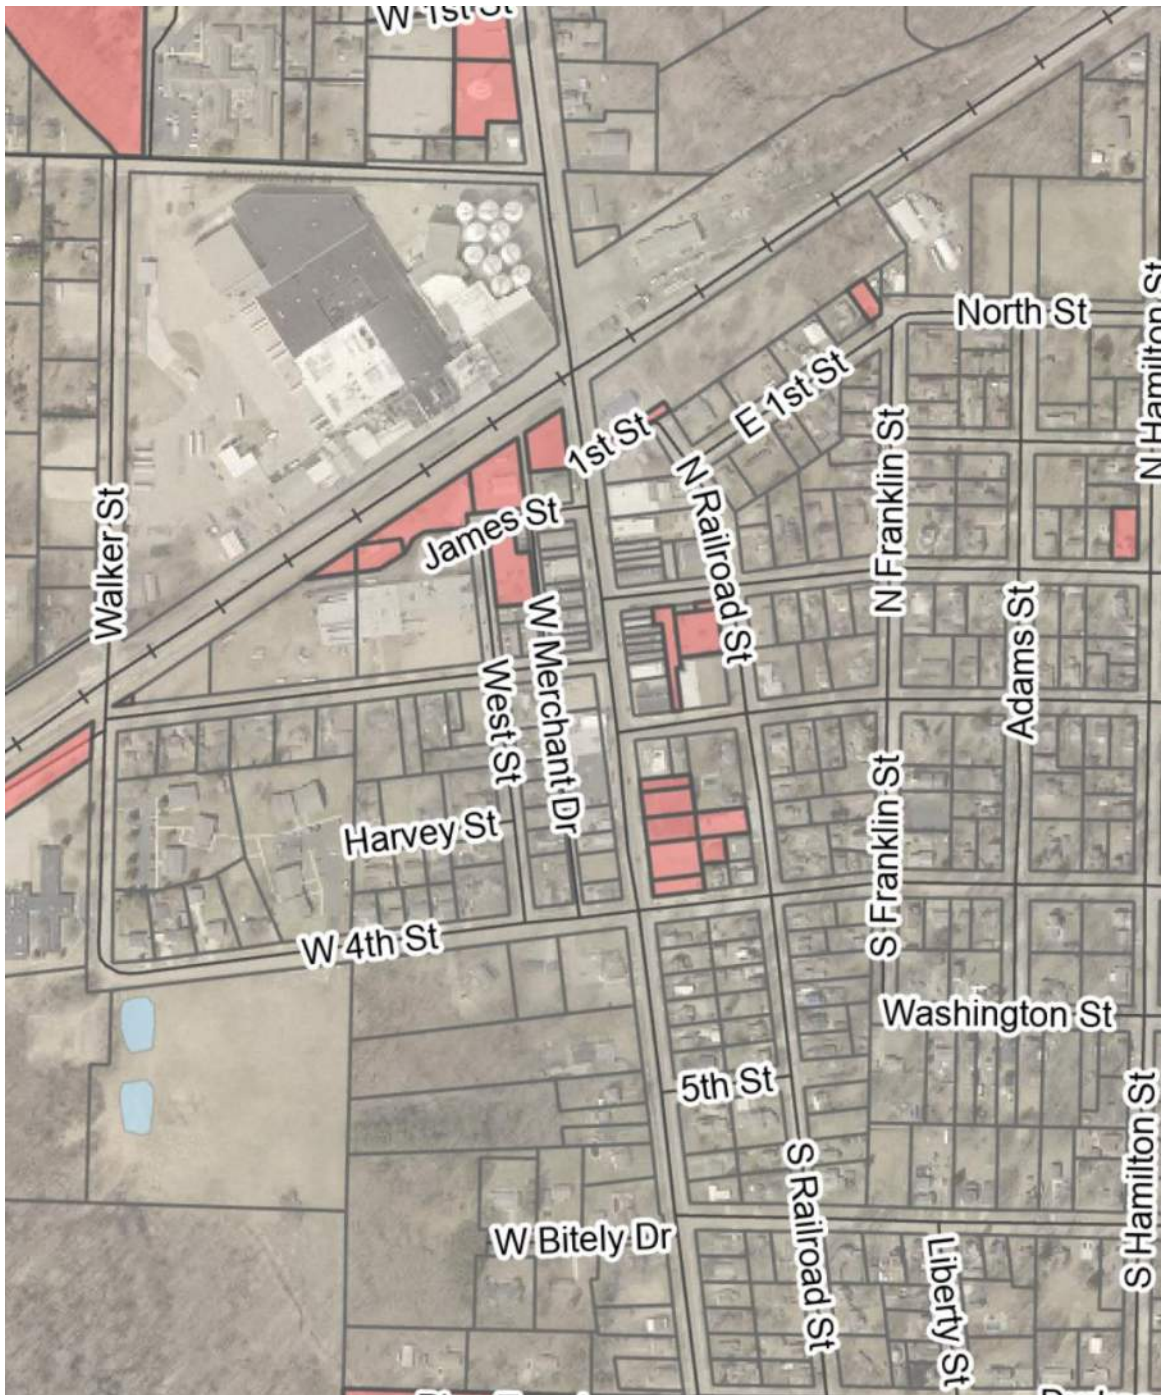 W 1st St
North St
N Hamilton St
E 1st St
1st St
N Railroad St
N Franklin St
James St
Walker St
W Merchant Dr
West St
Adams St
S Franklin St
Harvey St
W 4th St
Washington St
5th St
S Railroad St
S Hamilton St
W Bitely Dr
Liberty St